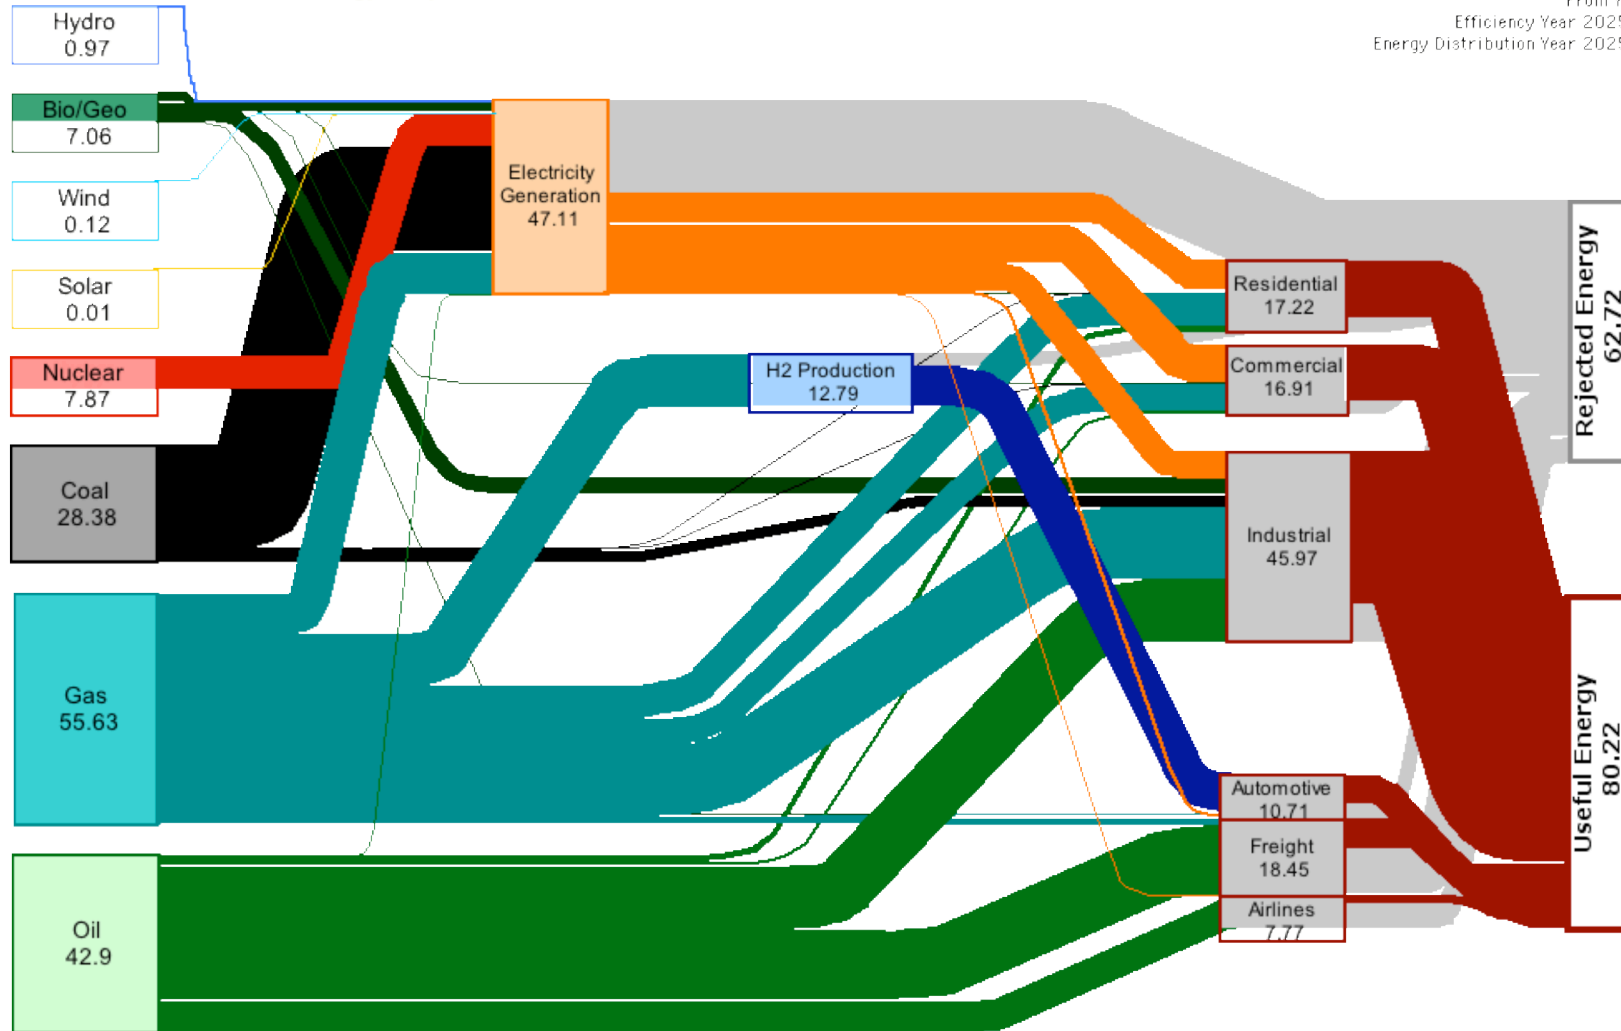 Efficiency Year 2025
Energy Distribution Year 2025
Hydro
0.97
Bio/Geo
7.06
Wind
0.12
Solar
0.01
Nuclear
7.87
Coal
28.38
Gas
55.63
Oil
42.9
Electricity
Generation
47.11
H2 Production
12.79
Residential
17.22
Commercial
16.91
Industrial
45.97
Automotive
10.71
Freight
18.45
Airlines
7.77
Rejected Energy
62.72
Useful Energy
80.22